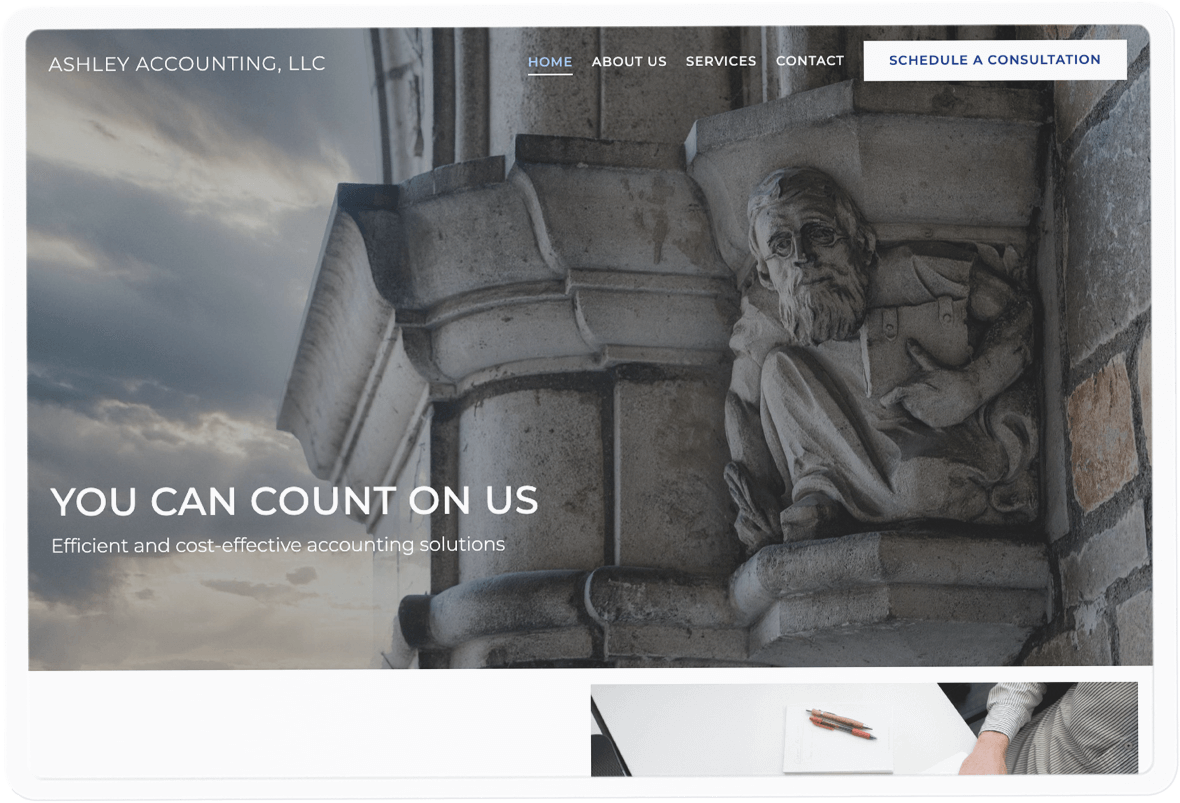 ASHLEY ACCOUNTING, LLC
HOME ABOUT US SERVICES CONTACT SCHEDULE A CONSULTATION
YOU CAN COUNT ON US
Efficient and cost-effective accounting solutions